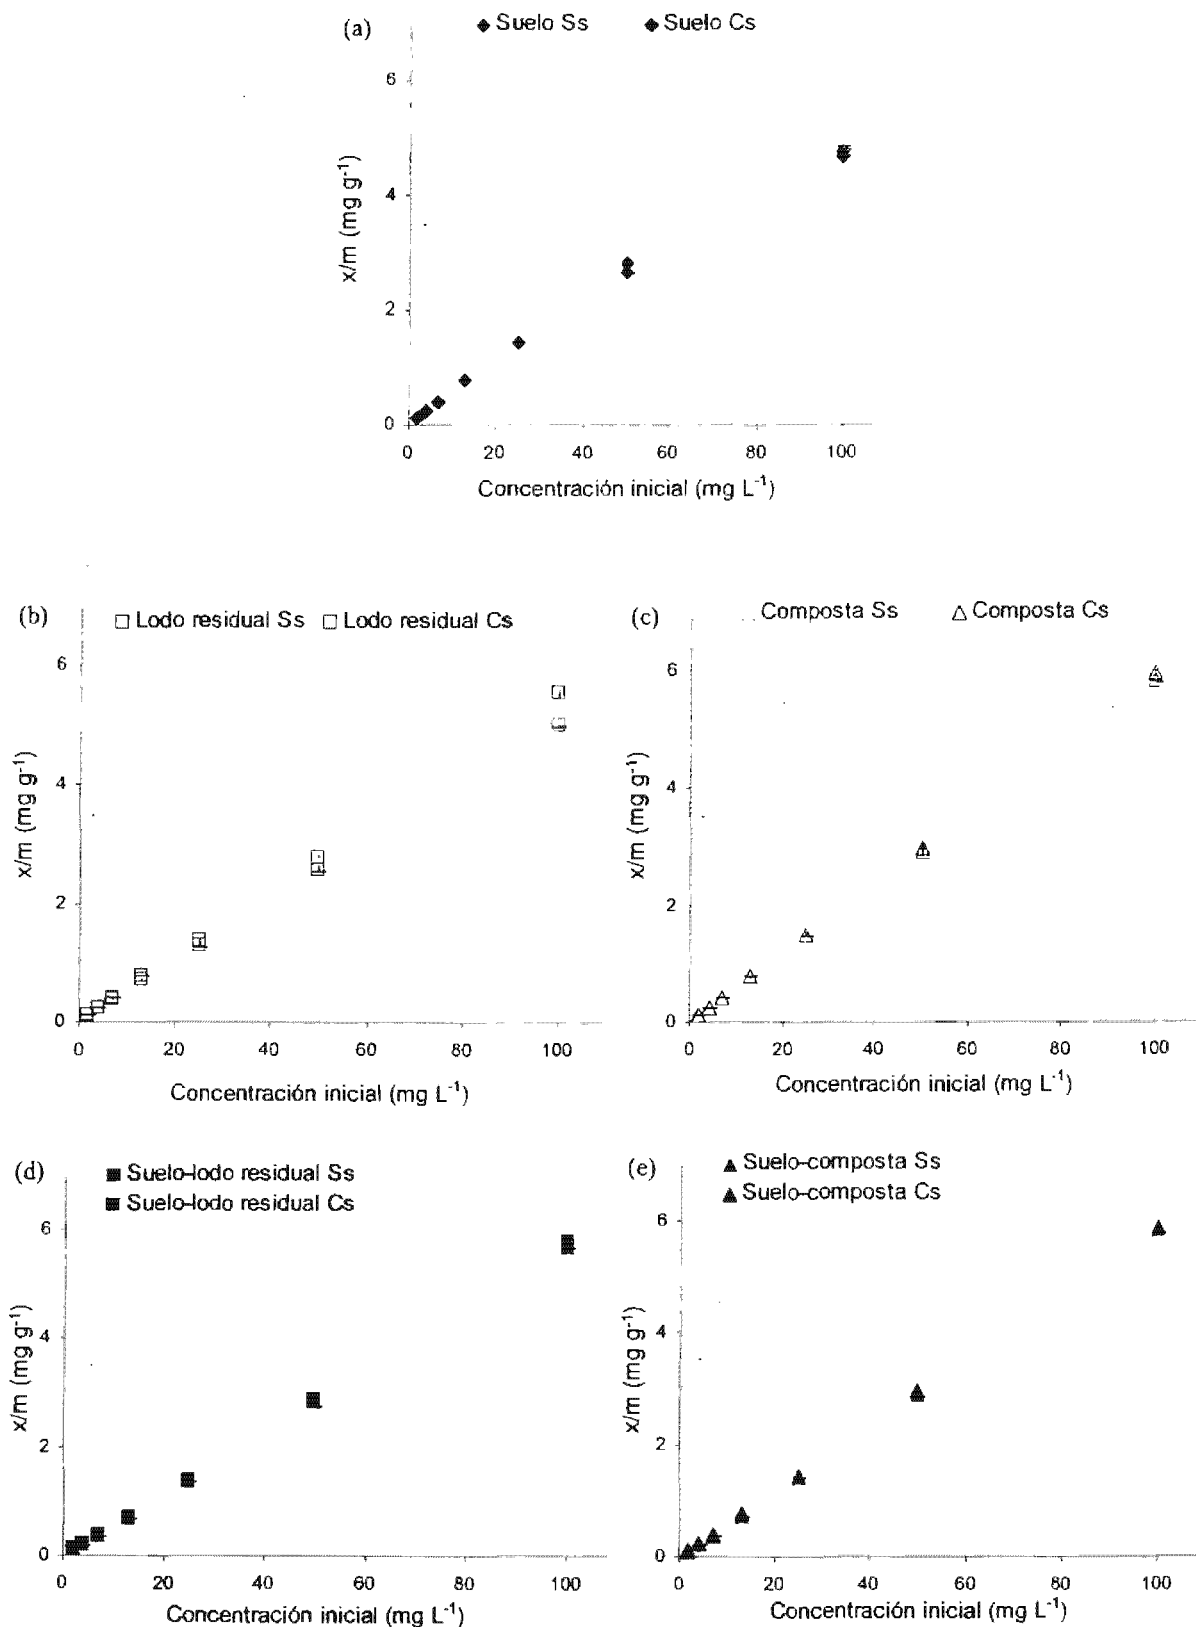 (a) Suelo Ss Suelo Cs
6
4
2
0
x/m (mg g⁻¹)
0 20 40 60 80 100
Concentración inicial (mg L⁻¹)
(b) Lodo residual Ss Lodo residual Cs
6
4
2
0
x/m (mg g⁻¹)
0 20 40 60 80 100
Concentración inicial (mg L⁻¹)
(c) Composta Ss Composta Cs
6
4
2
0
x/m (mg g⁻¹)
0 20 40 60 80 100
Concentración inicial (mg L⁻¹)
(d) Suelo-lodo residual Ss
Suelo-lodo residual Cs
6
4
2
0
x/m (mg g⁻¹)
0 20 40 60 80 100
Concentración inicial (mg L⁻¹)
(e) Suelo-composta Ss
Suelo-composta Cs
6
4
2
0
x/m (mg g⁻¹)
0 20 40 60 80 100
Concentración inicial (mg L⁻¹)